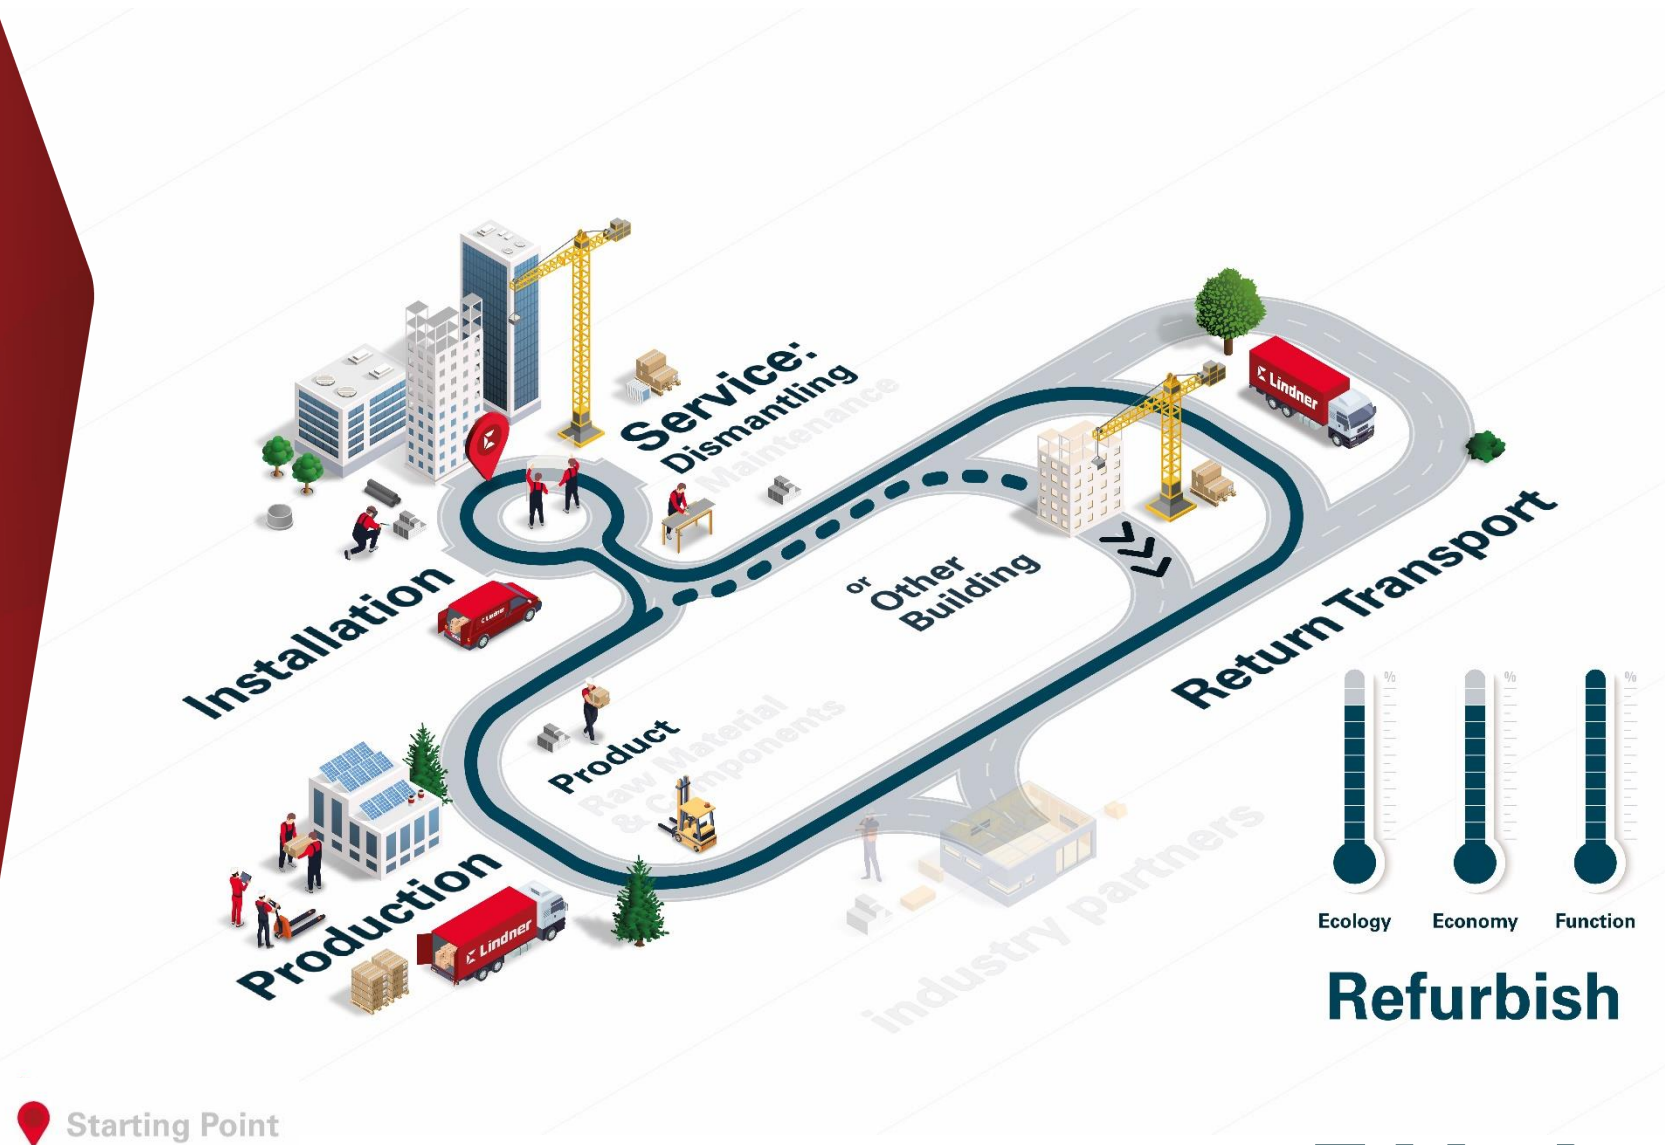 Service:
Dismantling
Maintenance
Lindner
Installation
Lindner
or
Other
Building
Return Transport
Product
Raw Material
& Components
Production
Lindner
industry partners
% % %
Ecology Economy Function
Refurbish
Starting Point